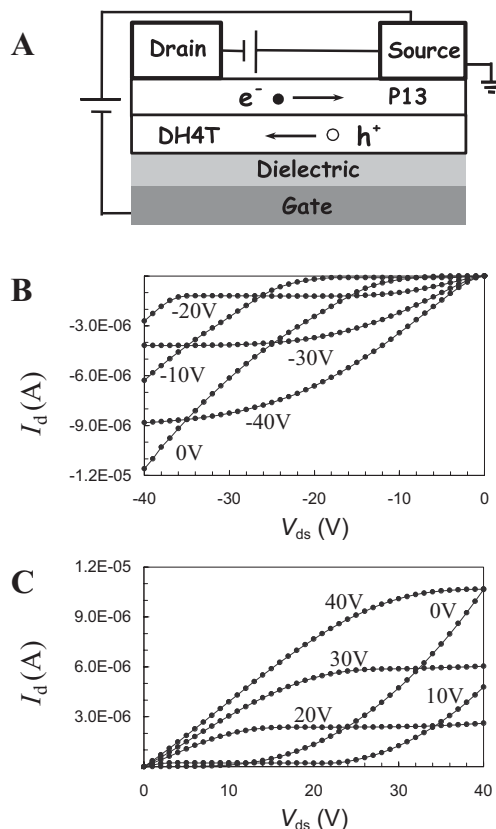 A
Drain
Source
e⁻
P13
DH4T
h⁺
Dielectric
Gate
B
-3.0E-06
-6.0E-06
-9.0E-06
-1.2E-05
I_d (A)
-20V
-10V
-30V
-40V
0V
-40 -30 -20 -10 0
V_ds (V)
C
1.2E-05
9.0E-06
6.0E-06
3.0E-06
I_d (A)
40V
0V
30V
10V
20V
0 10 20 30 40
V_ds (V)